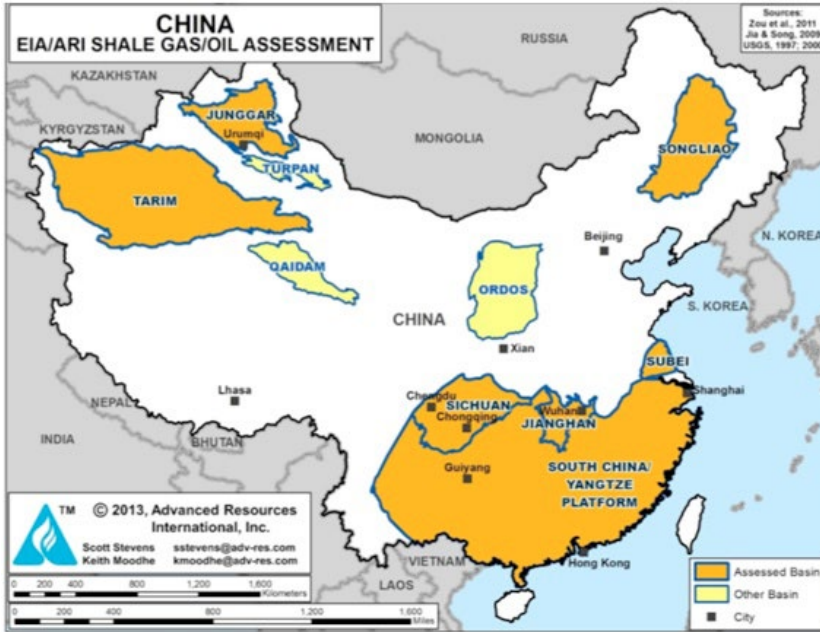 CHINA
EIA/ARI SHALE GAS/OIL ASSESSMENT
Sources:
Zou et al., 2011
Jia & Song, 2009
USGS, 1997; 2000
RUSSIA
KAZAKHSTAN
JUNGGAR
Urumqi
KYRGYZSTAN
MONGOLIA
SONGLIAO
TURPAN
TARIM
Beijing
N. KOREA
QAIDAM
ORDOS
S. KOREA
CHINA
Xian
SUBEI
Lhasa
Chengdu
SICHUAN
Wuhan
Shanghai
NEPAL
Chongqing
JIANGHAN
INDIA
BHUTAN
Guiyang
SOUTH CHINA/
YANGTZE
PLATFORM
TM
© 2013, Advanced Resources
International, Inc.
Scott Stevens sstevens@adv-res.com
Keith Moodhe kmoodhe@adv-res.com
VIETNAM
Hong Kong
LAOS
0 200 400 800 1,200 1,600
Kilometers
0 200 400 800 1,200 1,600
Miles
Assessed Basin
Other Basin
City